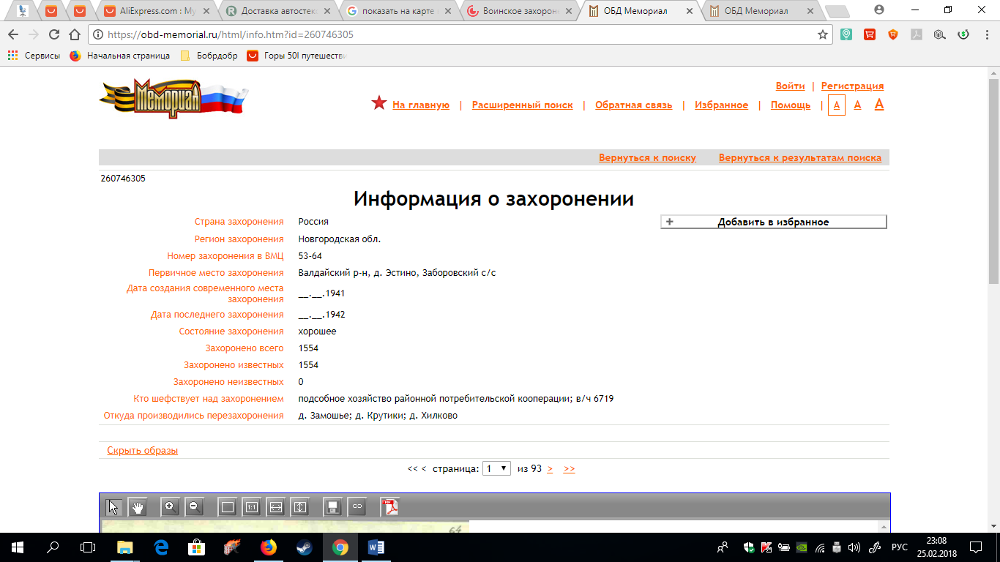 AliExpress.com : My
Доставка автостекл
показать на карте
Воинское захороне
ОБД Мемориал
ОБД Мемориал
https://obd-memorial.ru/html/info.htm?id=260746305
Сервисы
Начальная страница
Бобрдобр
Горы 50l путешестви
Мемориал
Войти | Регистрация
На главную | Расширенный поиск | Обратная связь | Избранное | Помощь | А А А
Вернуться к поиску Вернуться к результатам поиска
260746305
Информация о захоронении
Страна захоронения Россия
+ Добавить в избранное
Регион захоронения Новгородская обл.
Номер захоронения в ВМЦ 53-64
Первичное место захоронения Валдайский р-н, д. Эстино, Заборовский с/с
Дата создания современного места
захоронения __.__.1941
Дата последнего захоронения __.__.1942
Состояние захоронения хорошее
Захоронено всего 1554
Захоронено известных 1554
Захоронено неизвестных 0
Кто шефствует над захоронением подсобное хозяйство районной потребительской кооперации; в/ч 6719
Откуда производились перезахоронения д. Замошье; д. Крутики; д. Хилково
Скрыть образы
<< < страница: 1 из 93 > >>
1:1
PDF
64
РУС
23:08
25.02.2018